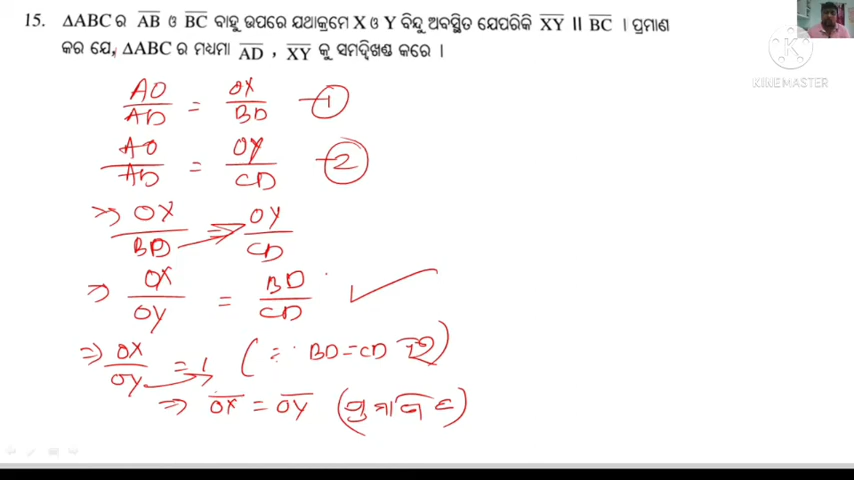 15. ΔABC ର AB ଓ BC ବାହୁ ଉପରେ ଯଥାକ୍ରମେ X ଓ Y ବିନ୍ଦୁ ଅବସ୍ଥିତ ଯେପରିକି XY ll BC । ପ୍ରମାଣ
କର ଯେ, ΔABC ର ମଧ୍ୟମା AD , XY କୁ ସମଦ୍ବିଖଣ୍ଡ କରେ ।
KINEMASTER
AO/AD = OX/BD —1
AO/AD = OY/CD —2
⇒ OX/BD = OY/CD
⇒ OX/OY = BD/CD
⇒ OX/OY = 1 (∵ BD=CD ହେତୁ)
⇒ OX = OY (ପ୍ରମାଣିତ)